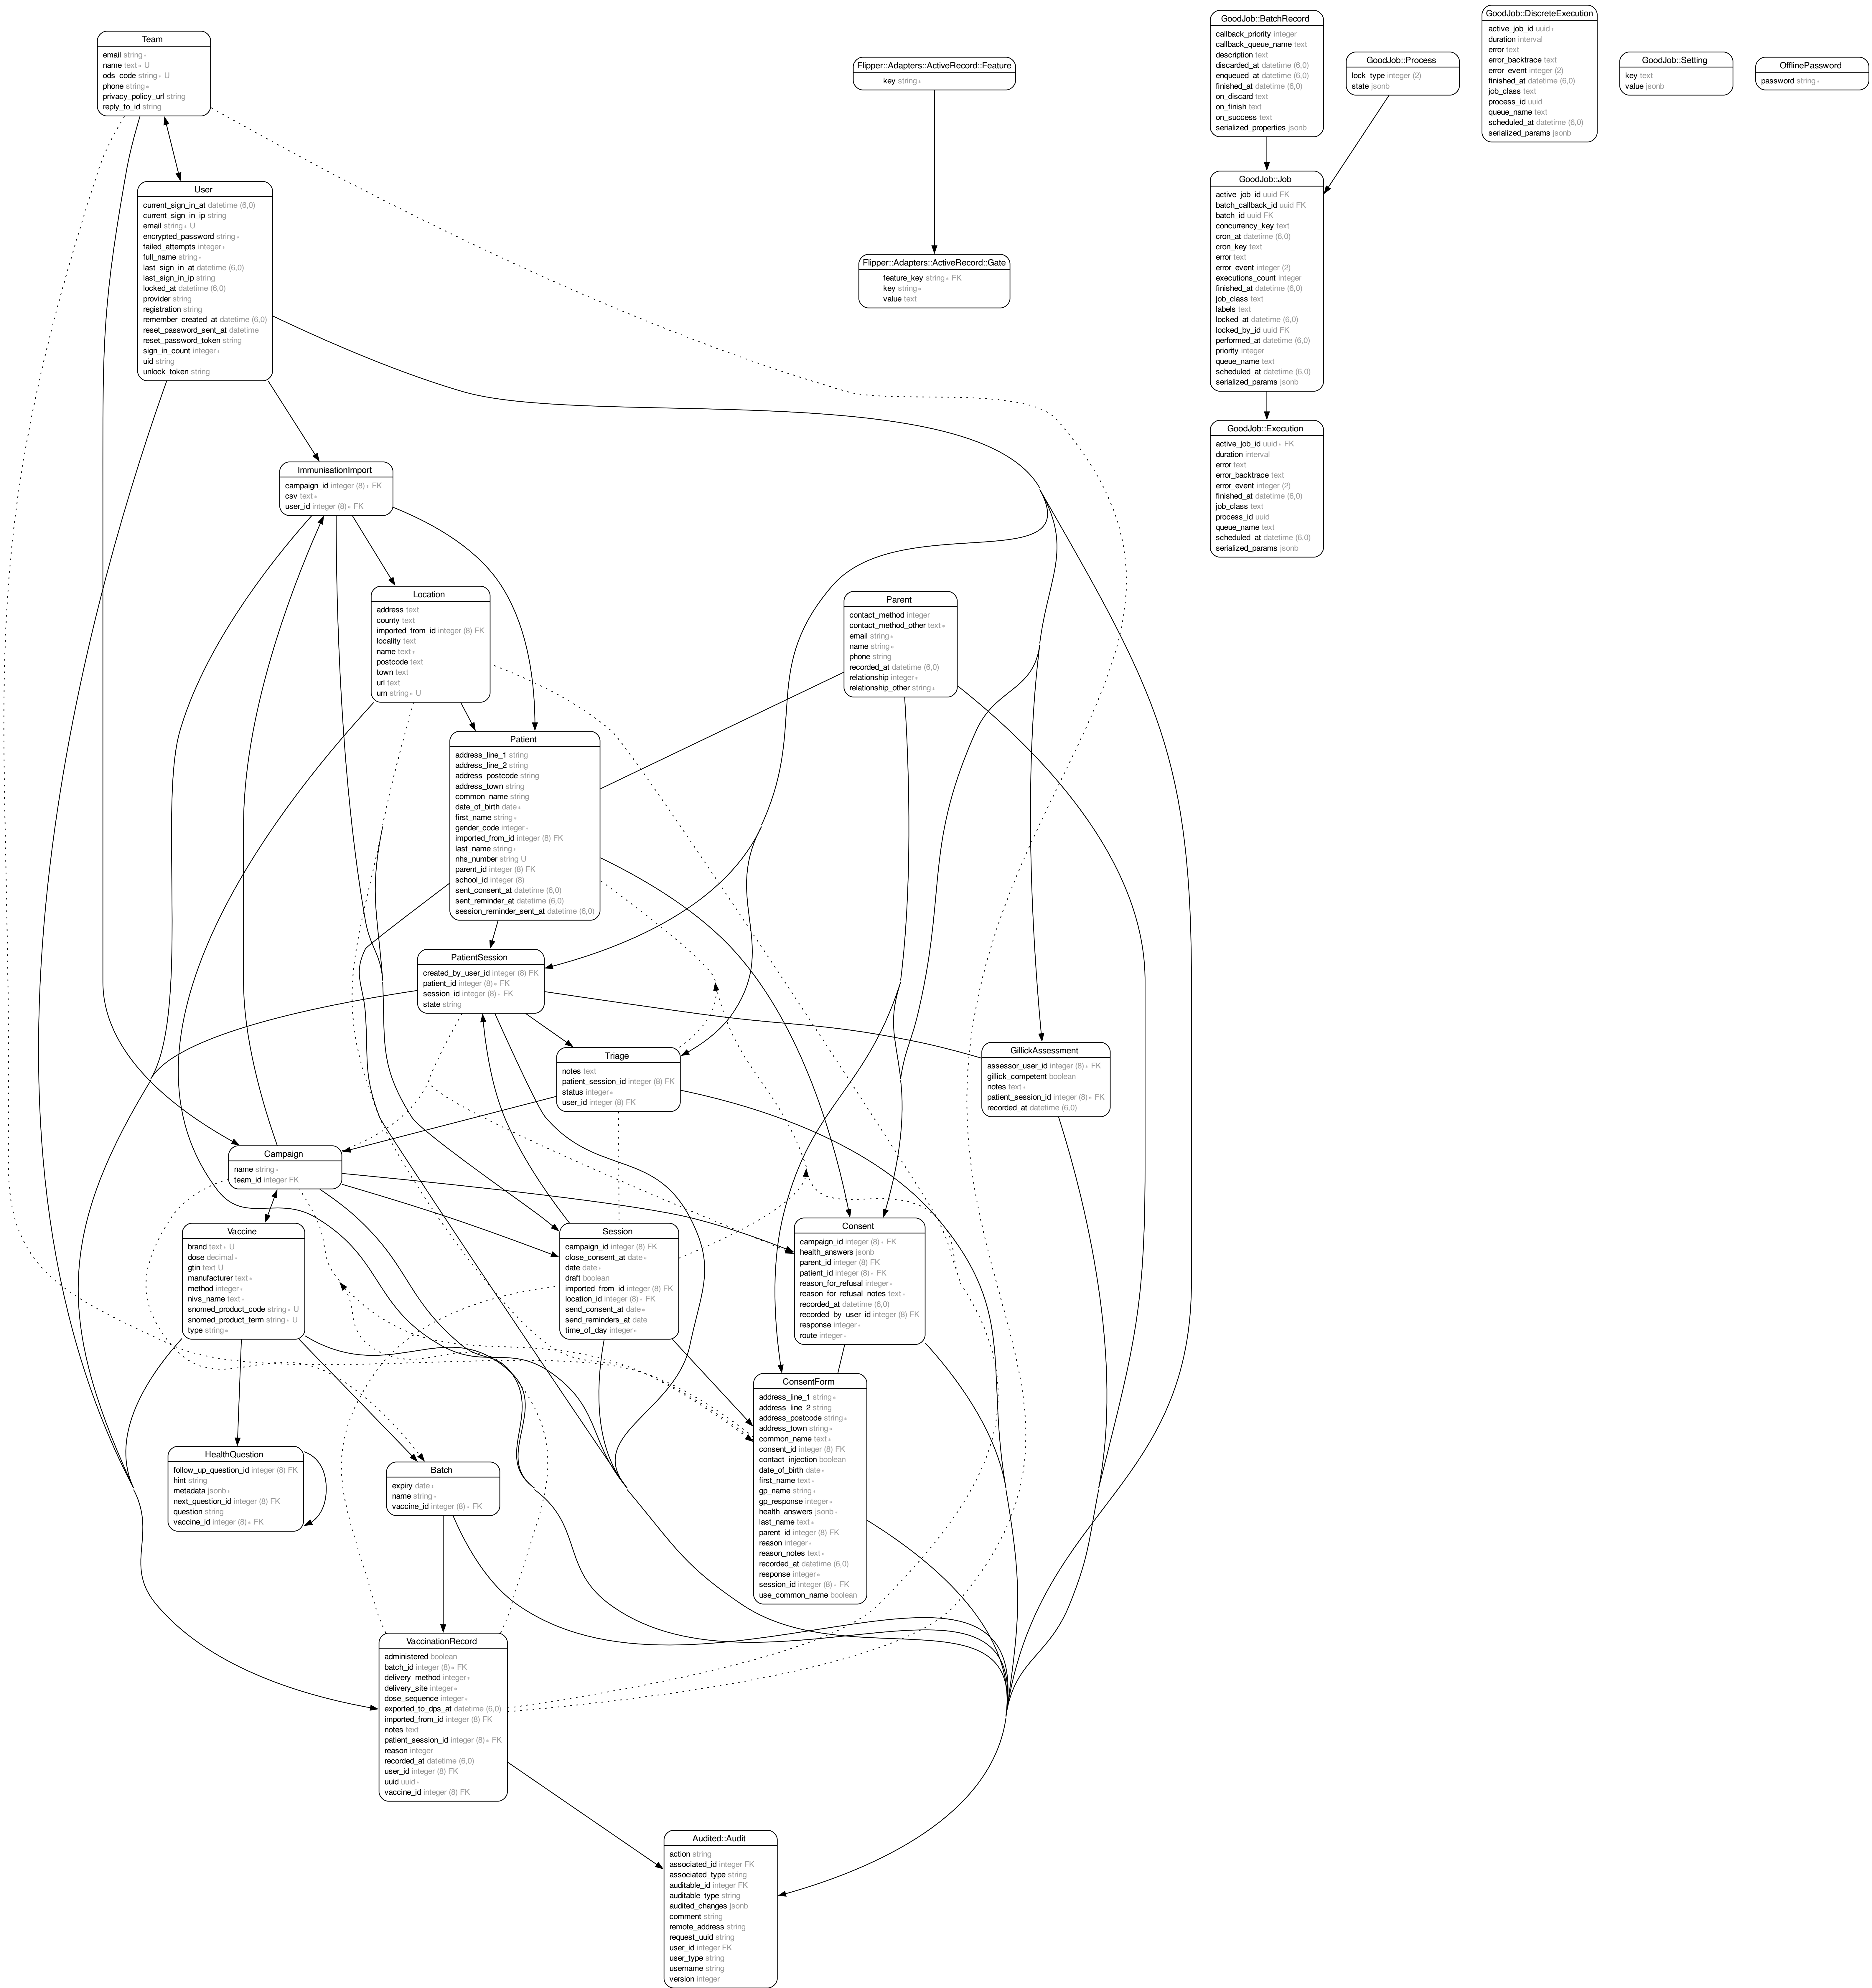 Team
email string ∗
name text ∗ U
ods_code string ∗ U
phone string ∗
privacy_policy_url string
reply_to_id string
User
current_sign_in_at datetime (6,0)
current_sign_in_ip string
email string ∗ U
encrypted_password string ∗
failed_attempts integer ∗
full_name string ∗
last_sign_in_at datetime (6,0)
last_sign_in_ip string
locked_at datetime (6,0)
provider string
registration string
remember_created_at datetime (6,0)
reset_password_sent_at datetime
reset_password_token string
sign_in_count integer ∗
uid string
unlock_token string
Flipper::Adapters::ActiveRecord::Feature
key string ∗
Flipper::Adapters::ActiveRecord::Gate
feature_key string ∗ FK
key string ∗
value text
GoodJob::BatchRecord
callback_priority integer
callback_queue_name text
description text
discarded_at datetime (6,0)
enqueued_at datetime (6,0)
finished_at datetime (6,0)
on_discard text
on_finish text
on_success text
serialized_properties jsonb
GoodJob::Process
lock_type integer (2)
state jsonb
GoodJob::DiscreteExecution
active_job_id uuid ∗
duration interval
error text
error_backtrace text
error_event integer (2)
finished_at datetime (6,0)
job_class text
process_id uuid
queue_name text
scheduled_at datetime (6,0)
serialized_params jsonb
GoodJob::Setting
key text
value jsonb
OfflinePassword
password string ∗
GoodJob::Job
active_job_id uuid FK
batch_callback_id uuid FK
batch_id uuid FK
concurrency_key text
cron_at datetime (6,0)
cron_key text
error text
error_event integer (2)
executions_count integer
finished_at datetime (6,0)
job_class text
labels text
locked_at datetime (6,0)
locked_by_id uuid FK
performed_at datetime (6,0)
priority integer
queue_name text
scheduled_at datetime (6,0)
serialized_params jsonb
GoodJob::Execution
active_job_id uuid ∗ FK
duration interval
error text
error_backtrace text
error_event integer (2)
finished_at datetime (6,0)
job_class text
process_id uuid
queue_name text
scheduled_at datetime (6,0)
serialized_params jsonb
ImmunisationImport
campaign_id integer (8) ∗ FK
csv text ∗
user_id integer (8) ∗ FK
Location
address text
county text
imported_from_id integer (8) FK
locality text
name text ∗
postcode text
town text
url text
urn string ∗ U
Parent
contact_method integer
contact_method_other text ∗
email string ∗
name string ∗
phone string
recorded_at datetime (6,0)
relationship integer ∗
relationship_other string ∗
Patient
address_line_1 string
address_line_2 string
address_postcode string
address_town string
common_name string
date_of_birth date ∗
first_name string ∗
gender_code integer ∗
imported_from_id integer (8) FK
last_name string ∗
nhs_number string U
parent_id integer (8) FK
school_id integer (8)
sent_consent_at datetime (6,0)
sent_reminder_at datetime (6,0)
session_reminder_sent_at datetime (6,0)
PatientSession
created_by_user_id integer (8) FK
patient_id integer (8) ∗ FK
session_id integer (8) ∗ FK
state string
Triage
notes text
patient_session_id integer (8) FK
status integer ∗
user_id integer (8) FK
GillickAssessment
assessor_user_id integer (8) ∗ FK
gillick_competent boolean
notes text ∗
patient_session_id integer (8) ∗ FK
recorded_at datetime (6,0)
Campaign
name string ∗
team_id integer FK
Vaccine
brand text ∗ U
dose decimal ∗
gtin text U
manufacturer text ∗
method integer ∗
nivs_name text ∗
snomed_product_code string ∗ U
snomed_product_term string ∗ U
type string ∗
Session
campaign_id integer (8) FK
close_consent_at date ∗
date date ∗
draft boolean
imported_from_id integer (8) FK
location_id integer (8) ∗ FK
send_consent_at date ∗
send_reminders_at date
time_of_day integer ∗
Consent
campaign_id integer (8) ∗ FK
health_answers jsonb
parent_id integer (8) FK
patient_id integer (8) ∗ FK
reason_for_refusal integer ∗
reason_for_refusal_notes text ∗
recorded_at datetime (6,0)
recorded_by_user_id integer (8) FK
response integer ∗
route integer ∗
ConsentForm
address_line_1 string ∗
address_line_2 string
address_postcode string ∗
address_town string ∗
common_name text ∗
consent_id integer (8) FK
contact_injection boolean
date_of_birth date ∗
first_name text ∗
gp_name string ∗
gp_response integer ∗
health_answers jsonb ∗
last_name text ∗
parent_id integer (8) FK
reason integer ∗
reason_notes text ∗
recorded_at datetime (6,0)
response integer ∗
session_id integer (8) ∗ FK
use_common_name boolean
HealthQuestion
follow_up_question_id integer (8) FK
hint string
metadata jsonb ∗
next_question_id integer (8) FK
question string
vaccine_id integer (8) ∗ FK
Batch
expiry date ∗
name string ∗
vaccine_id integer (8) ∗ FK
VaccinationRecord
administered boolean
batch_id integer (8) ∗ FK
delivery_method integer ∗
delivery_site integer ∗
dose_sequence integer ∗
exported_to_dps_at datetime (6,0)
imported_from_id integer (8) FK
notes text
patient_session_id integer (8) ∗ FK
reason integer
recorded_at datetime (6,0)
user_id integer (8) FK
uuid uuid ∗
vaccine_id integer (8) FK
Audited::Audit
action string
associated_id integer FK
associated_type string
auditable_id integer FK
auditable_type string
audited_changes jsonb
comment string
remote_address string
request_uuid string
user_id integer FK
user_type string
username string
version integer